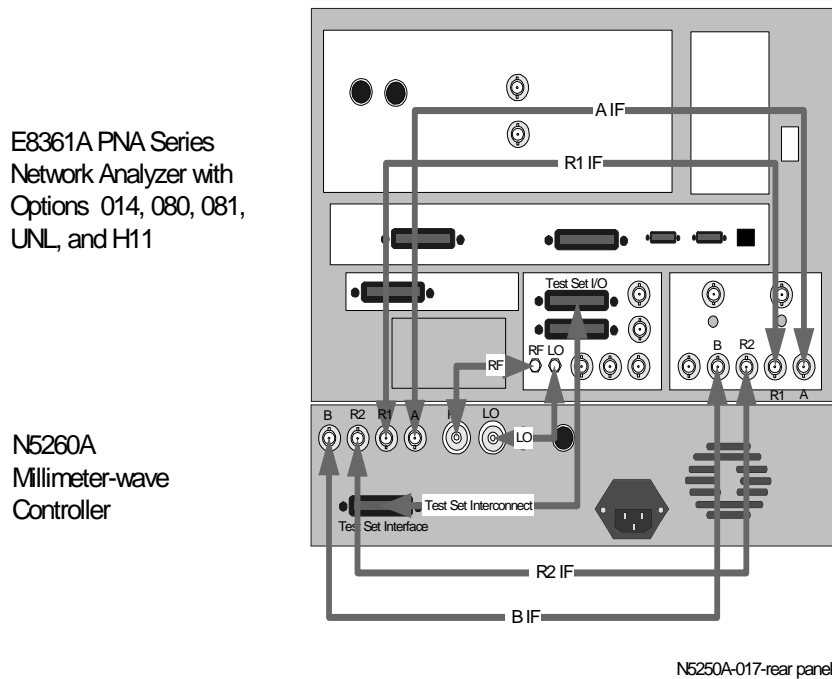 E8361A PNA Series
Network Analyzer with
Options 014, 080, 081,
UNL, and H11
A IF
R1 IF
Test Set I/O
RF LO
B R2
RF
R1 A
B R2 R1 A LO
LO
N5260A
Millimeter-wave
Controller
Test Set Interconnect
Test Set Interface
R2 IF
B IF
N5250A-017-rear panel